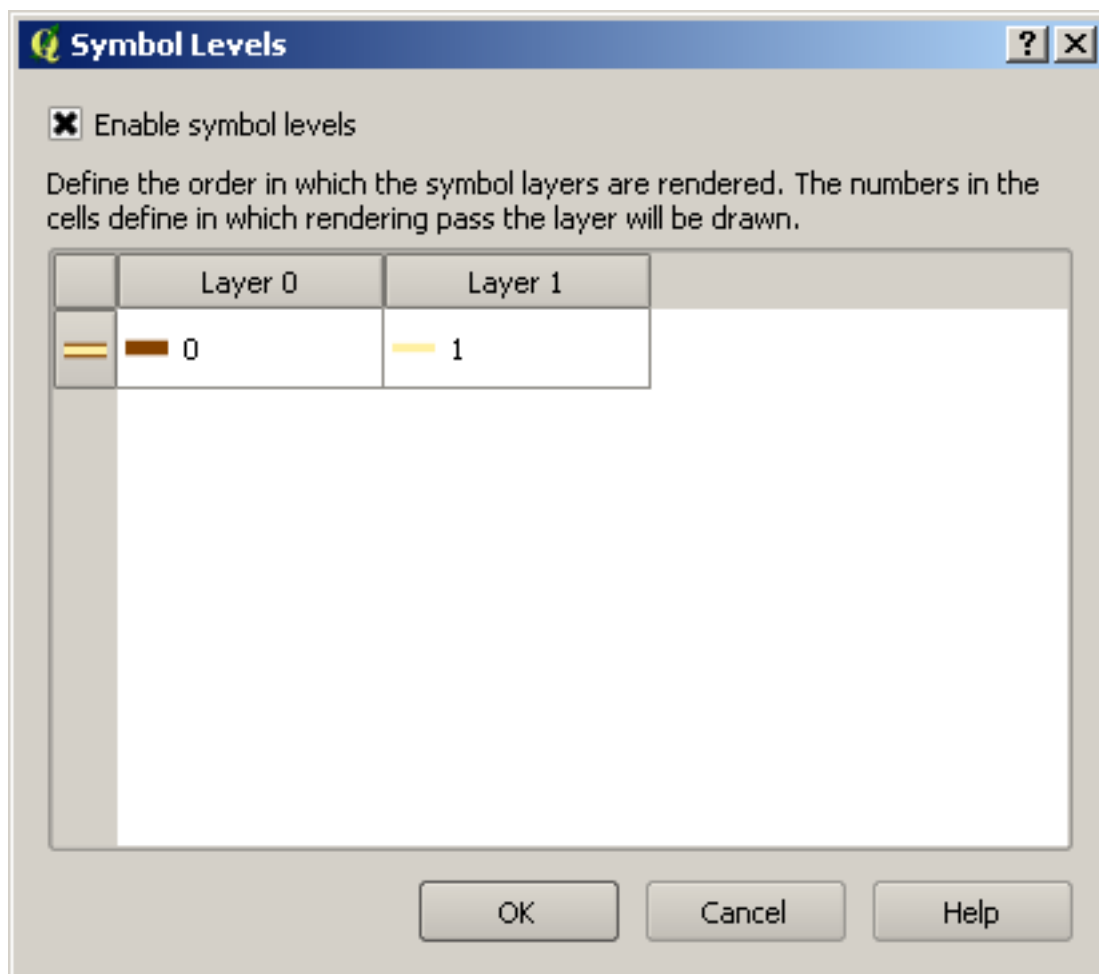 Symbol Levels
Enable symbol levels
Define the order in which the symbol layers are rendered. The numbers in the
cells define in which rendering pass the layer will be drawn.
Layer 0 Layer 1
0 1
OK Cancel Help